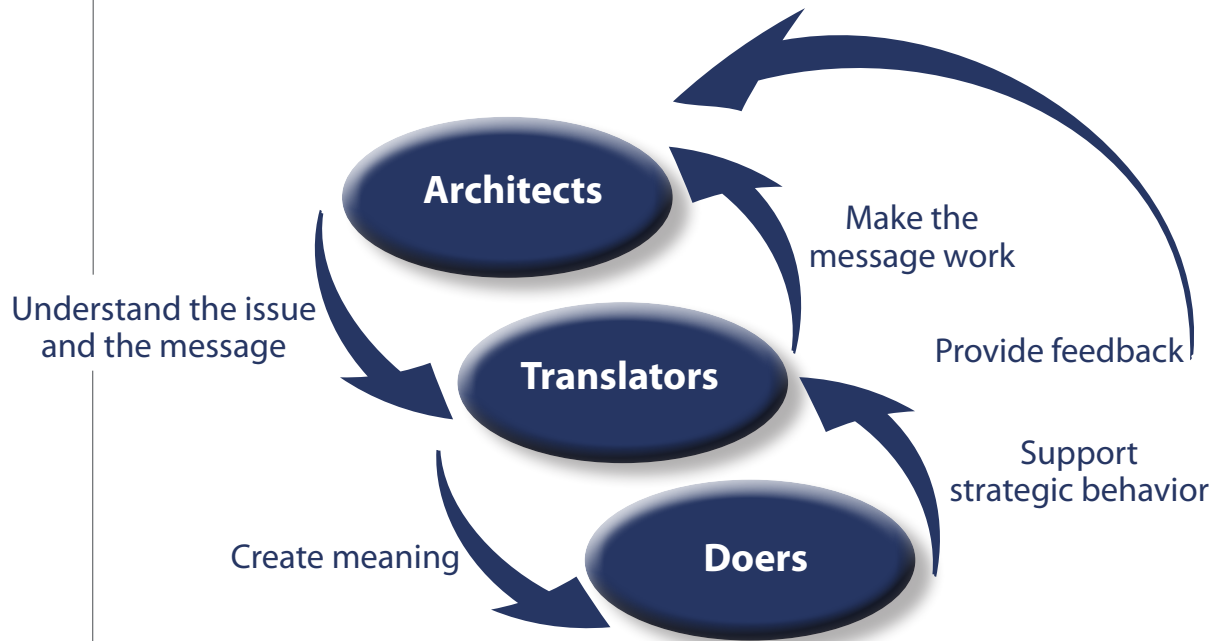 Architects
Make the
message work
Understand the issue
and the message
Provide feedback
Translators
Support
strategic behavior
Create meaning
Doers